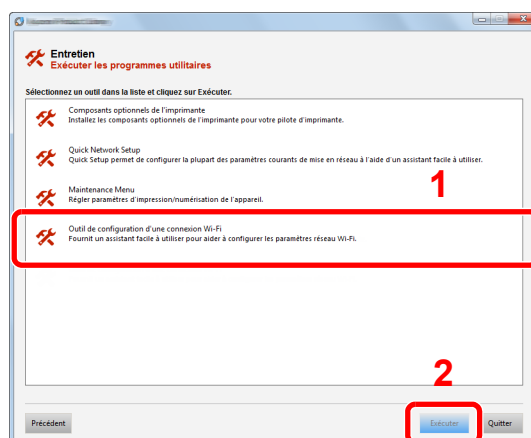 Entretien
Exécuter les programmes utilitaires
Sélectionnez un outil dans la liste et cliquez sur Exécuter.
Composants optionnels de l'imprimante
Installez les composants optionnels de l'imprimante pour votre pilote d'imprimante.
Quick Network Setup
Quick Setup permet de configurer la plupart des paramètres courants de mise en réseau à l'aide d'un assistant facile à utiliser.
1
Maintenance Menu
Régler paramètres d'impression/numérisation de l'appareil.
Outil de configuration d'une connexion Wi-Fi
Fournit un assistant facile à utiliser pour aider à configurer les paramètres réseau Wi-Fi.
2
Précédent
Exécuter
Quitter